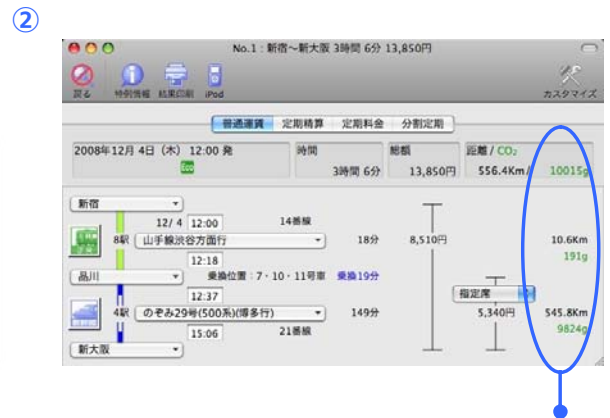 ②
No.1:新宿～新大阪 3時間 6分 13,850円
戻る 特例情報 結果印刷 iPod カスタマイズ
普通運賃 定期精算 定期料金 分割定期
2008年12月 4日（木） 12:00 発 時間 総額 距離 / CO₂
Eco 3時間 6分 13,850円 556.4Km/ 10015g
新宿
12/ 4 12:00 14番線
8駅 山手線渋谷方面行 18分 8,510円 10.6Km
12:18 191g
品川 乗換位置：7・10・11号車 乗換19分
12:37 指定席
4駅 のぞみ29号(500系)(博多行) 149分 5,340円 545.8Km
15:06 21番線 9824g
新大阪